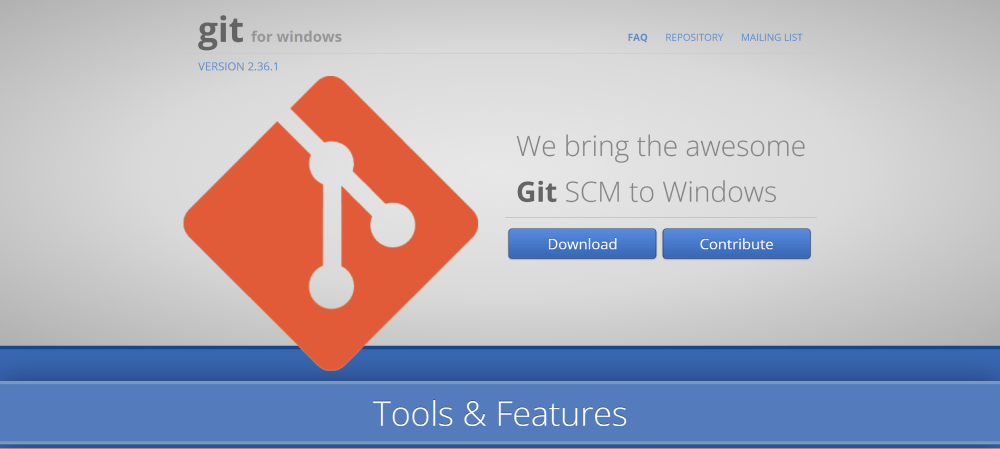 git for windows
FAQ REPOSITORY MAILING LIST
VERSION 2.36.1
We bring the awesome
Git SCM to Windows
Download Contribute
Tools & Features